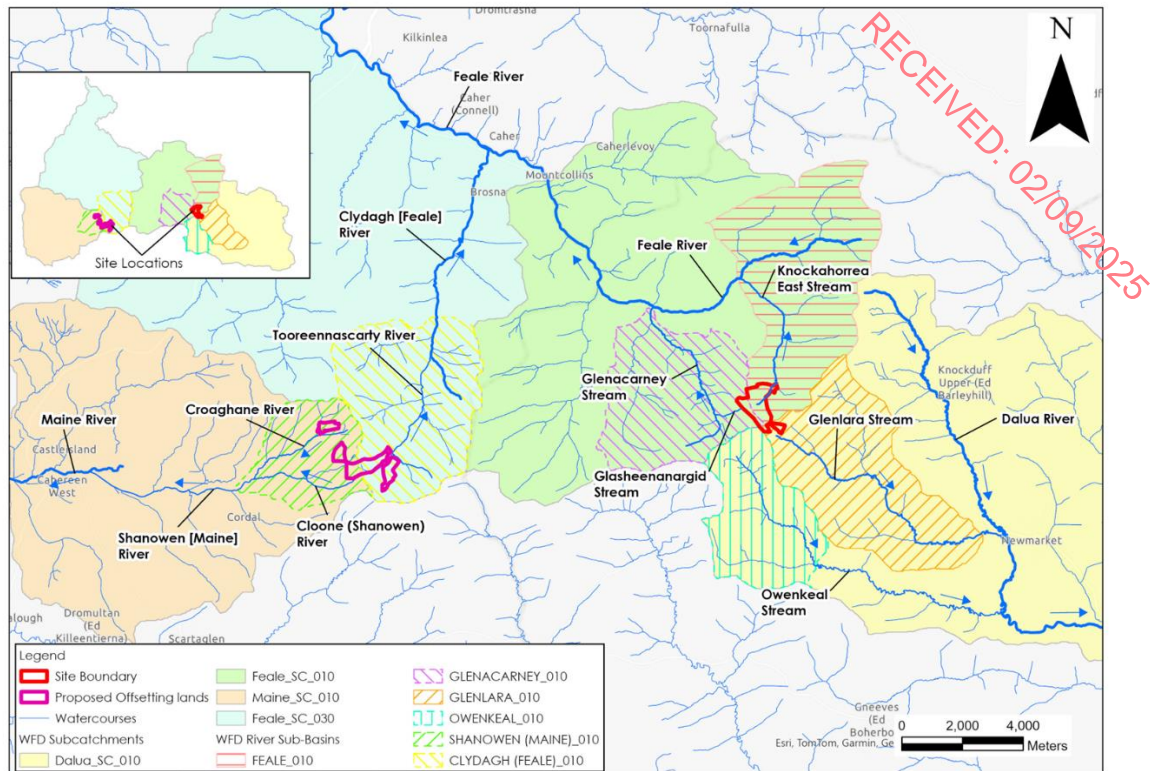 Dromtrasna
Kilkinlea
Toornafulla
N
RECEIVED: 02/09/2025
Feale River
Caher
(Connell)
Caher
Caherlevoy
Mountcollins
Brosna
Site Locations
Clydagh [Feale]
River
Feale River
Knockahorrea
East Stream
Tooreennascarty River
Knockduff
Upper (Ed
Barleyhill)
Glenacarney
Stream
Glenlara Stream
Dalua River
Croaghane River
Maine River
Castleisland
Cahereen
West
Glasheenanargid
Stream
Shanowen [Maine]
River
Cordal
Cloone (Shanowen)
River
Newmarket
Owenkeal
Stream
Dromultan
(Ed
Killeentierna)
Scartaglen
alough
Gneeves
(Ed
Boherbo
Esri, TomTom, Garmin, Ge
0 2,000 4,000
Meters
Legend
Site Boundary
Proposed Offsetting lands
Watercourses
WFD Subcatchments
Dalua_SC_010
Feale_SC_010
Maine_SC_010
Feale_SC_030
WFD River Sub-Basins
FEALE_010
GLENACARNEY_010
GLENLARA_010
OWENKEAL_010
SHANOWEN (MAINE)_010
CLYDAGH (FEALE)_010